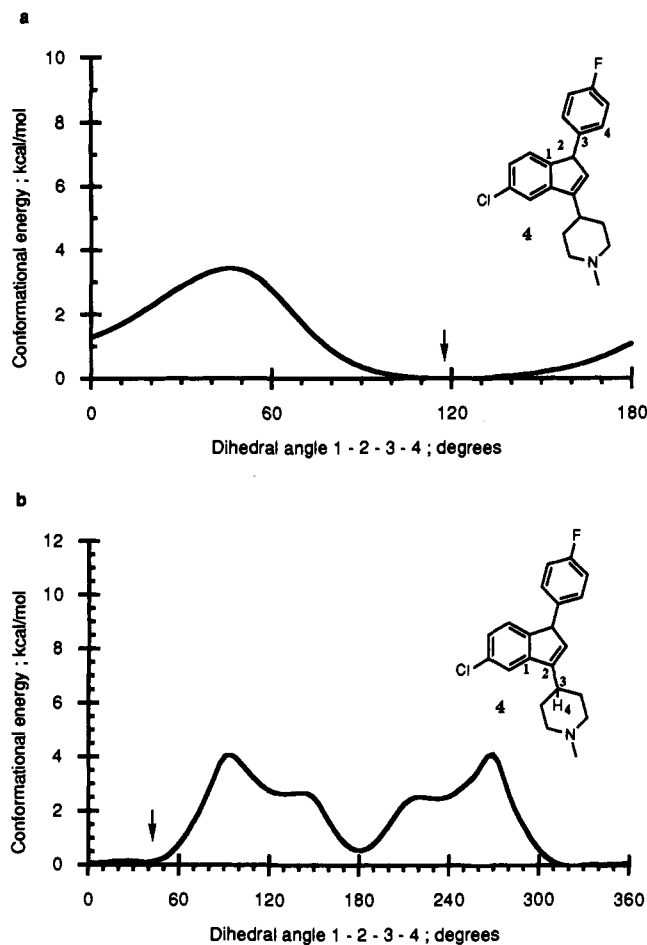 a
Conformational energy ; kcal/mol
10
8
6
4
2
0
0 60 120 180
Dihedral angle 1 - 2 - 3 - 4 ; degrees
F
3 4
2
1
Cl
4
N
b
Conformational energy ; kcal/mol
12
10
8
6
4
2
0
0 60 120 180 240 300 360
Dihedral angle 1 - 2 - 3 - 4 ; degrees
F
Cl
1 2 3
4 H 4
N